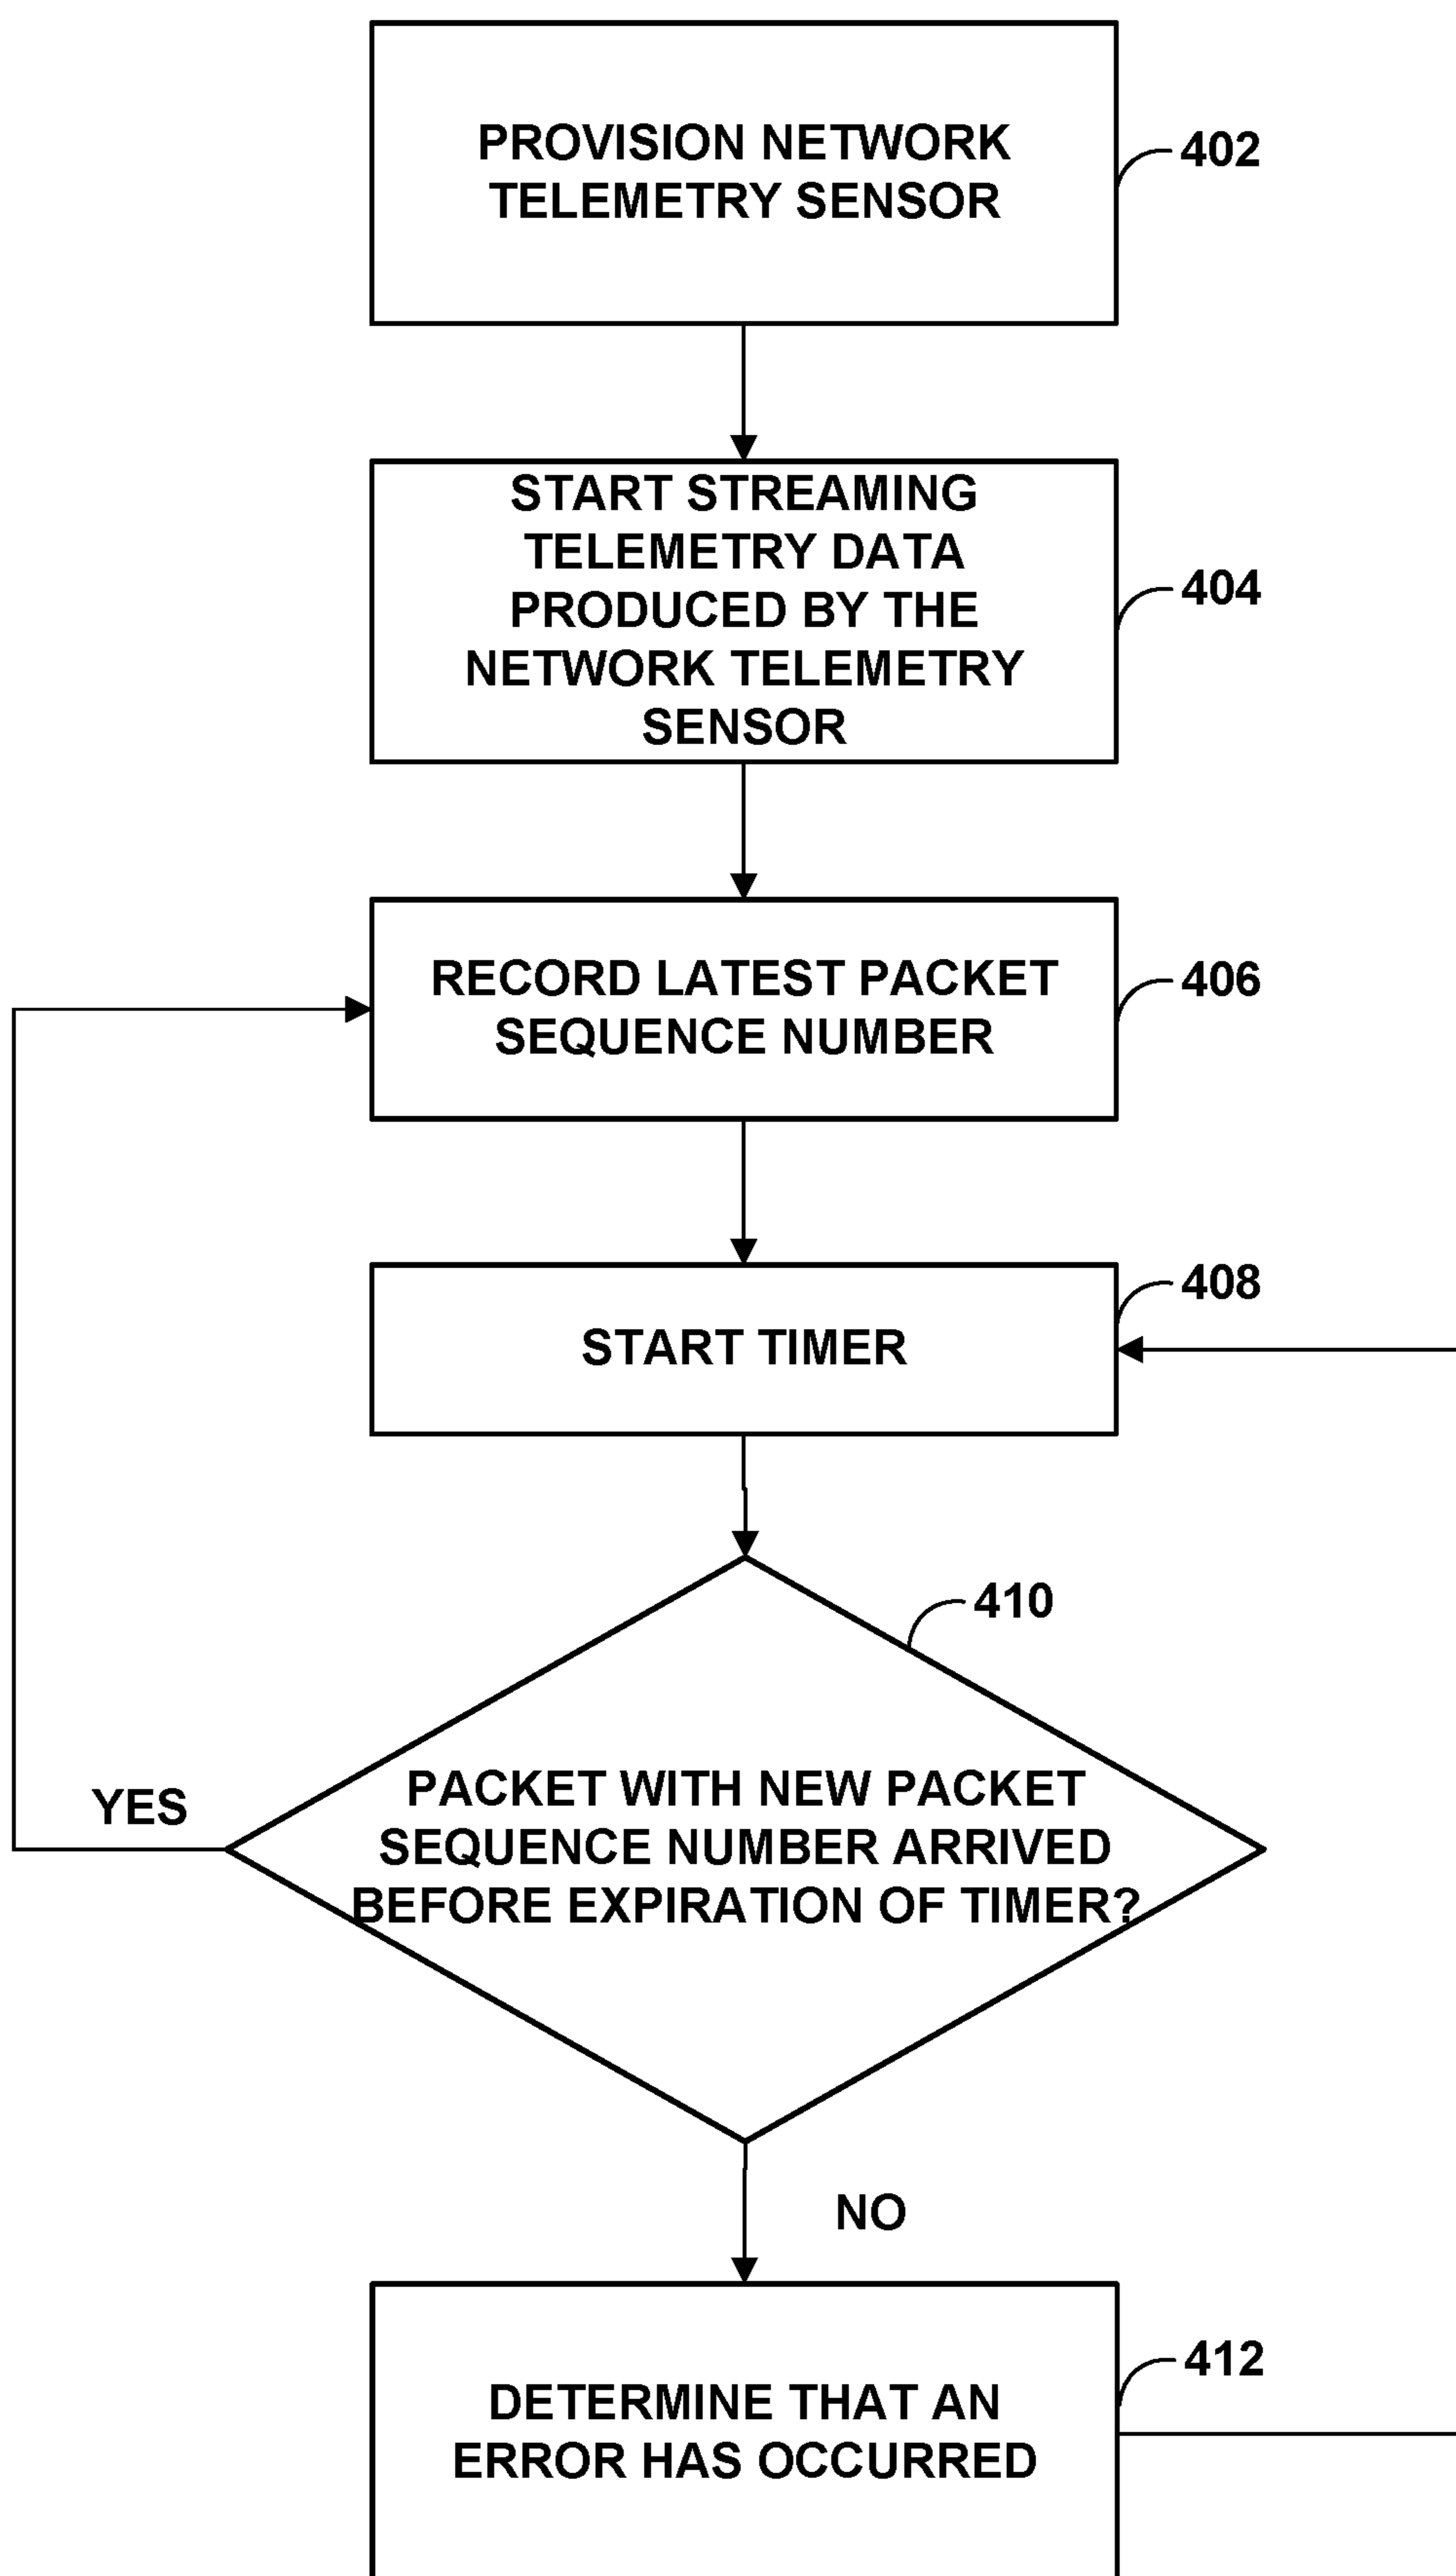 PROVISION NETWORK
TELEMETRY SENSOR
402
START STREAMING
TELEMETRY DATA
PRODUCED BY THE
NETWORK TELEMETRY
SENSOR
404
RECORD LATEST PACKET
SEQUENCE NUMBER
406
START TIMER
408
410
PACKET WITH NEW PACKET
SEQUENCE NUMBER ARRIVED
BEFORE EXPIRATION OF TIMER?
YES
NO
DETERMINE THAT AN
ERROR HAS OCCURRED
412